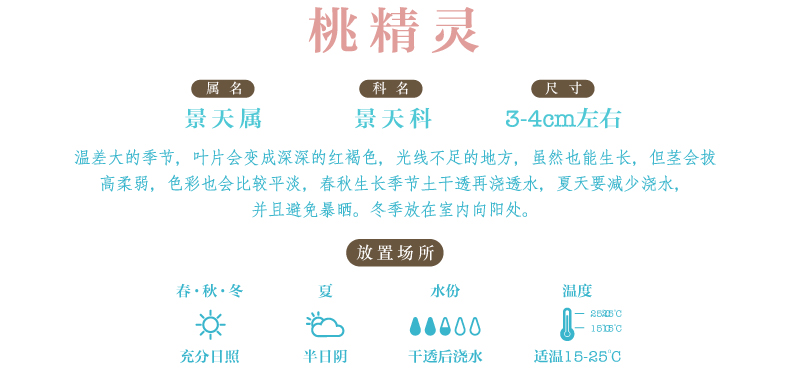 桃精灵
属 名 科 名 尺 寸
景天属 景天科 3-4cm左右
温差大的季节，叶片会变成深深的红褐色，光线不足的地方，虽然也能生长，但茎会拔
高柔弱，色彩也会比较平淡，春秋生长季节土干透再浇透水，夏天要减少浇水，
并且避免暴晒。冬季放在室内向阳处。
放置场所
春·秋·冬 夏 水份 温度
25℃
15℃
充分日照 半日阴 干透后浇水 适温15-25℃